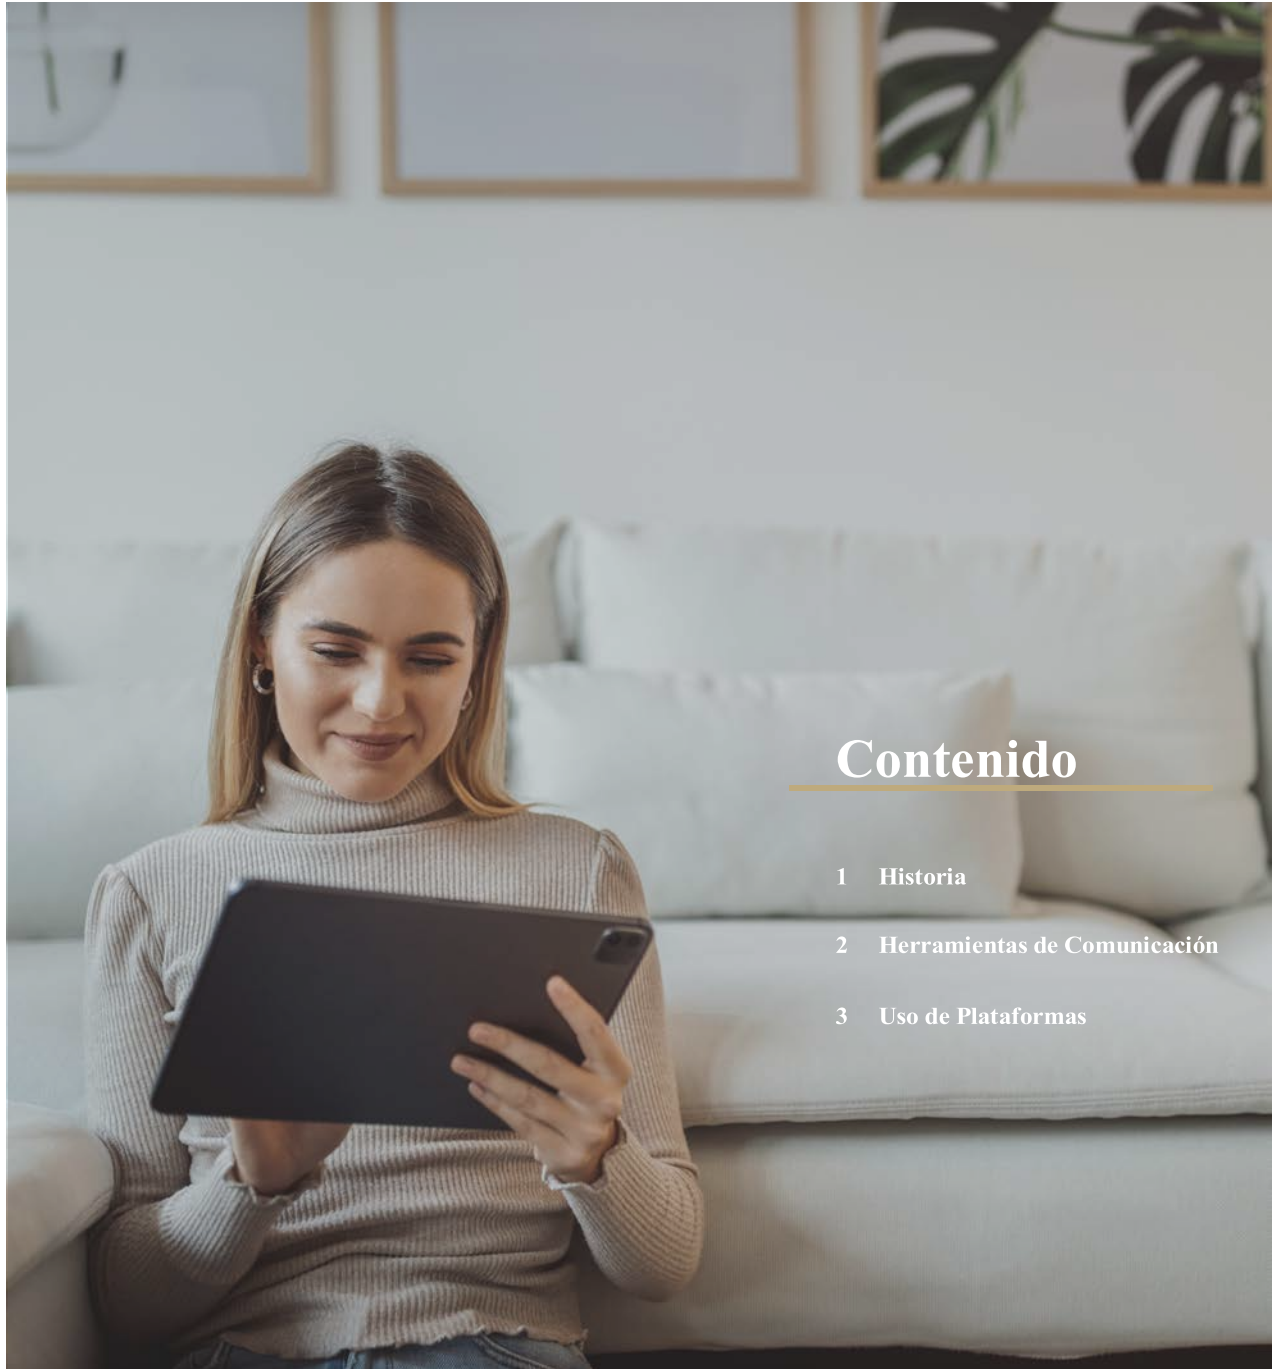 Contenido
1 Historia
2 Herramientas de Comunicación
3 Uso de Plataformas